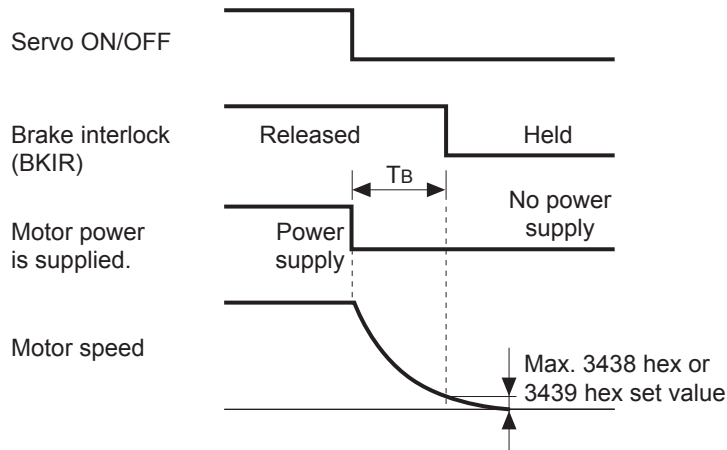 Servo ON/OFF
Brake interlock
(BKIR)
Released
Held
TB
Motor power
is supplied.
Power
supply
No power
supply
Motor speed
Max. 3438 hex or
3439 hex set value